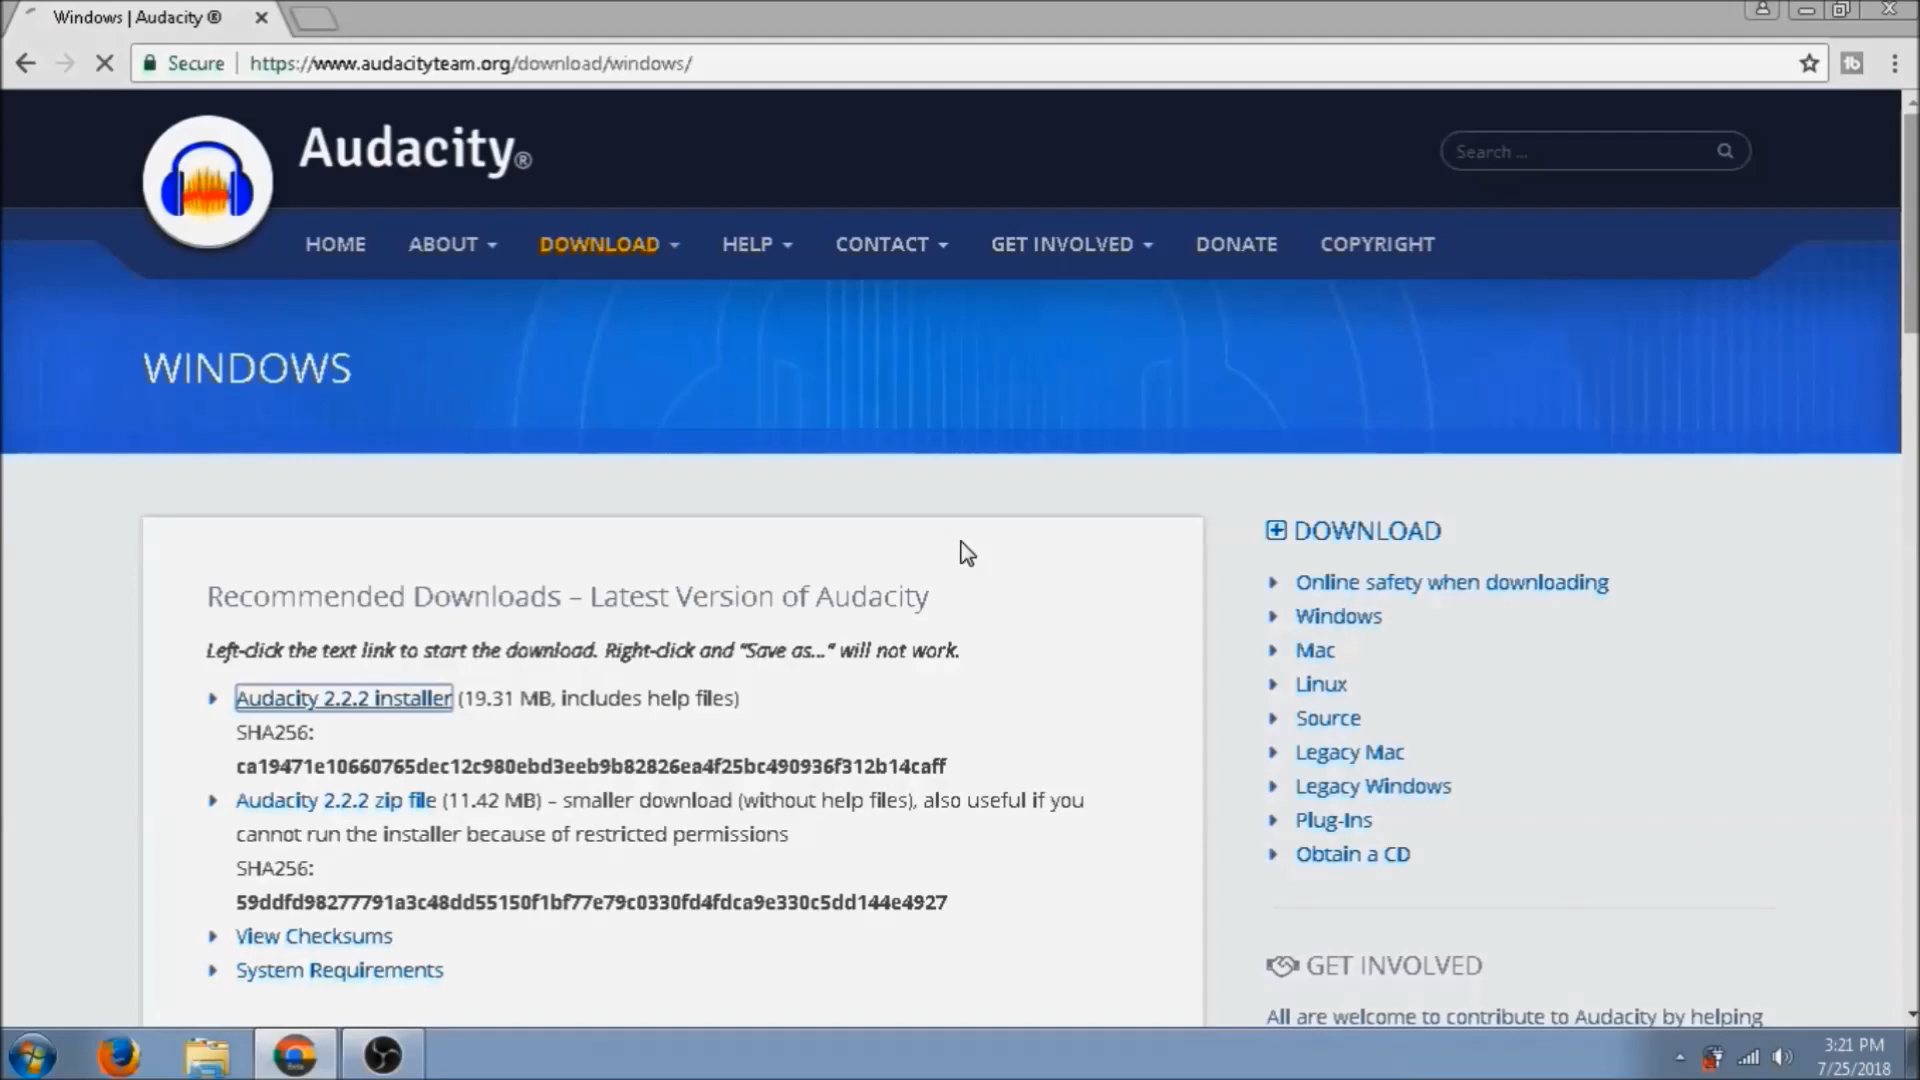 Windows | Audacity ®
Secure | https://www.audacityteam.org/download/windows/
Audacity®
Search ...
HOME ABOUT DOWNLOAD HELP CONTACT GET INVOLVED DONATE COPYRIGHT
WINDOWS
Recommended Downloads – Latest Version of Audacity
Left-click the text link to start the download. Right-click and “Save as...” will not work.
Audacity 2.2.2 installer (19.31 MB, includes help files)
SHA256:
ca19471e10660765dec12c980ebd3eeb9b82826ea4f25bc490936f312b14caff
Audacity 2.2.2 zip file (11.42 MB) – smaller download (without help files), also useful if you
cannot run the installer because of restricted permissions
SHA256:
59ddfd98277791a3c48dd55150f1bf77e79c0330fd4fdca9e330c5dd144e4927
View Checksums
System Requirements
DOWNLOAD
Online safety when downloading
Windows
Mac
Linux
Source
Legacy Mac
Legacy Windows
Plug-Ins
Obtain a CD
GET INVOLVED
All are welcome to contribute to Audacity by helping
Beta
3:21 PM
7/25/2018